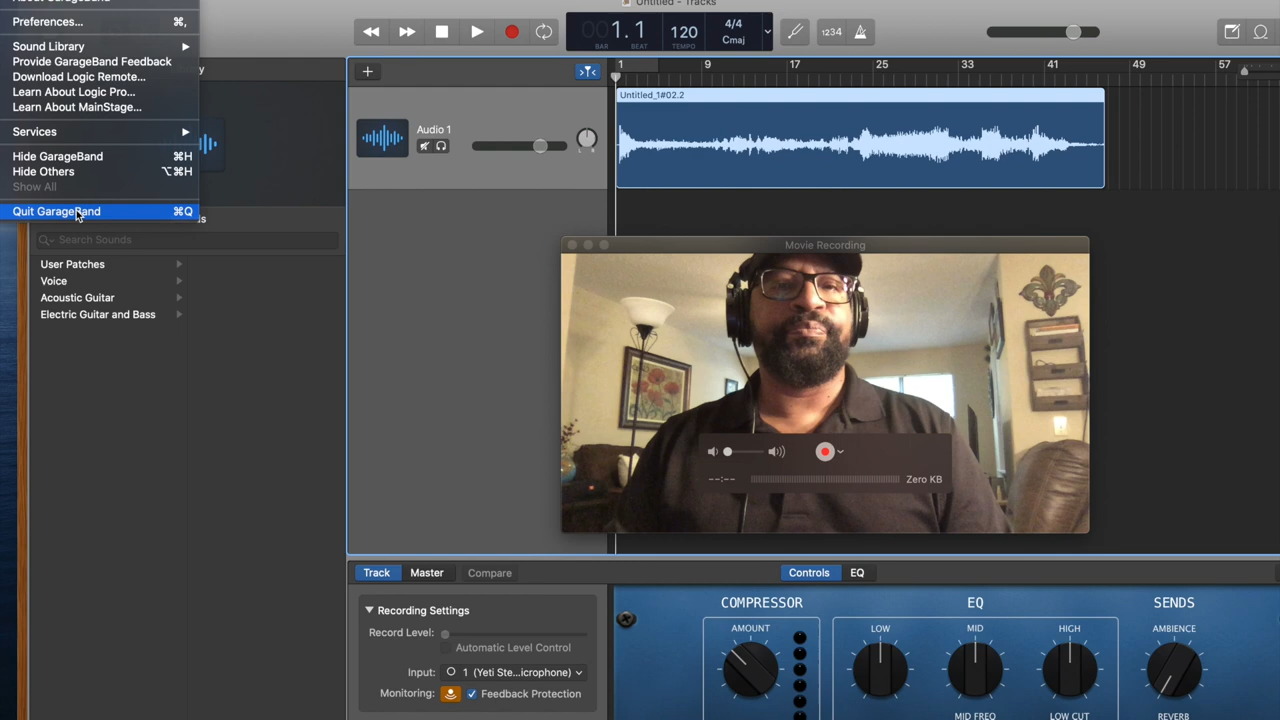 About GarageBand
Preferences... ⌘,
Sound Library
Provide GarageBand Feedback
Download Logic Remote...
Learn About Logic Pro...
Learn About MainStage...
Services
Hide GarageBand ⌘H
Hide Others ⌥⌘H
Show All
Quit GarageBand ⌘Q
Search Sounds
User Patches
Voice
Acoustic Guitar
Electric Guitar and Bass
Untitled - Tracks
001.1
BAR BEAT
120
TEMPO
4/4
Cmaj
1234
1 9 17 25 33 41 49 57
Audio 1
L R
Untitled_1#02.2
Movie Recording
--:-- Zero KB
Track Master Compare
Controls EQ
Recording Settings
Record Level:
Automatic Level Control
Input: 1 (Yeti Ste...icrophone)
Monitoring: Feedback Protection
COMPRESSOR EQ SENDS
AMOUNT LOW MID HIGH AMBIENCE
MID FREQ LOW CUT REVERB